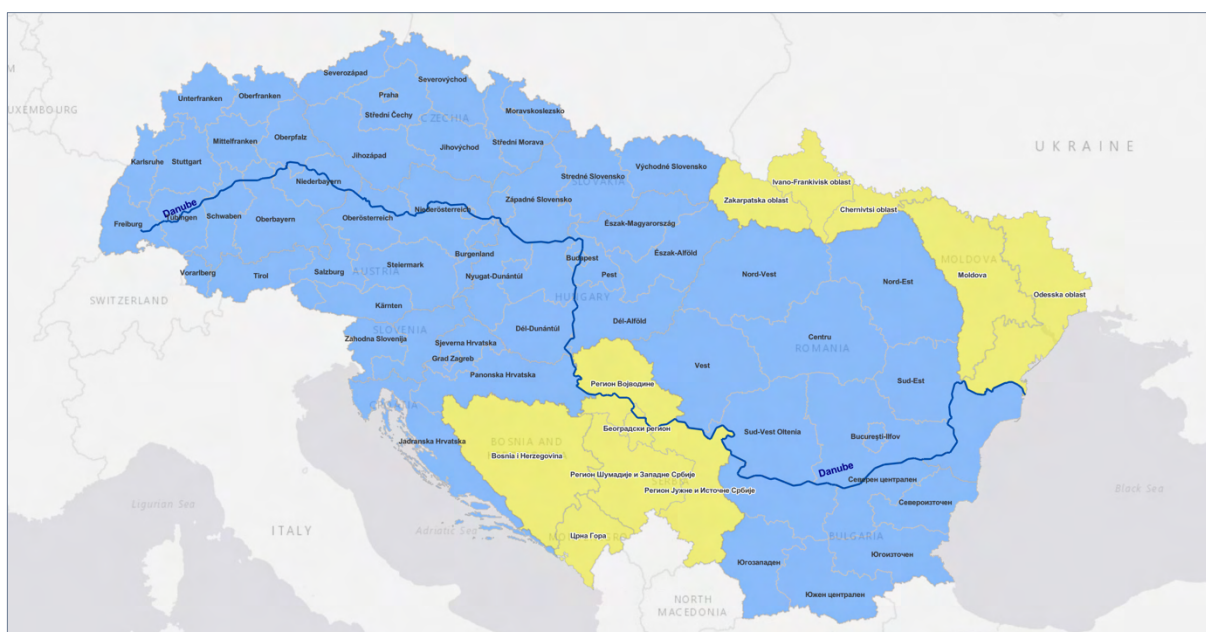 Severozápad
Severovýchod
Praha
Unterfranken
Oberfranken
UXEMBOURG
M
Střední Čechy
CZECHIA
Moravskoslezsko
Mittelfranken
Oberpfalz
Jihozápad
Jihovýchod
Střední Morava
UKRAINE
Karlsruhe
Stuttgart
Stredné Slovensko
SLOVAKIA
Východné Slovensko
Ivano-Frankivisk oblast
Niederbayern
Zakarpatska oblast
Západné Slovensko
Danube
Tübingen
Schwaben
Oberbayern
Oberösterreich
Niederösterreich
Chernivtsi oblast
Freiburg
Észak-Magyarország
Burgenland
Budapest
Észak-Alföld
MOLDOVA
Vorarlberg
Tirol
Salzburg
AUSTRIA
Steiermark
Nyugat-Dunántúl
Pest
Nord-Vest
Nord-Est
Moldova
Odesska oblast
SWITZERLAND
HUNGARY
Kärnten
SLOVENIA
Zahodna Slovenija
Dél-Dunántúl
Dél-Alföld
Centru
ROMANIA
Sjeverna Hrvatska
Grad Zagreb
Panonska Hrvatska
Vest
Регион Војводине
Sud-Est
CROATIA
Београдски регион
Sud-Vest Oltenia
București-Ilfov
Jadranska Hrvatska
BOSNIA AND
Bosnia i Herzegovina
Регион Шумадије и Западне Србије
SERBIA
Регион Јужне и Источне Србије
Danube
Северен централен
Североизточен
Black Sea
Ligurian Sea
ITALY
Adriatic Sea
Црна Гора
BULGARIA
Югозападен
Югоизточен
Южен централен
NORTH
MACEDONIA